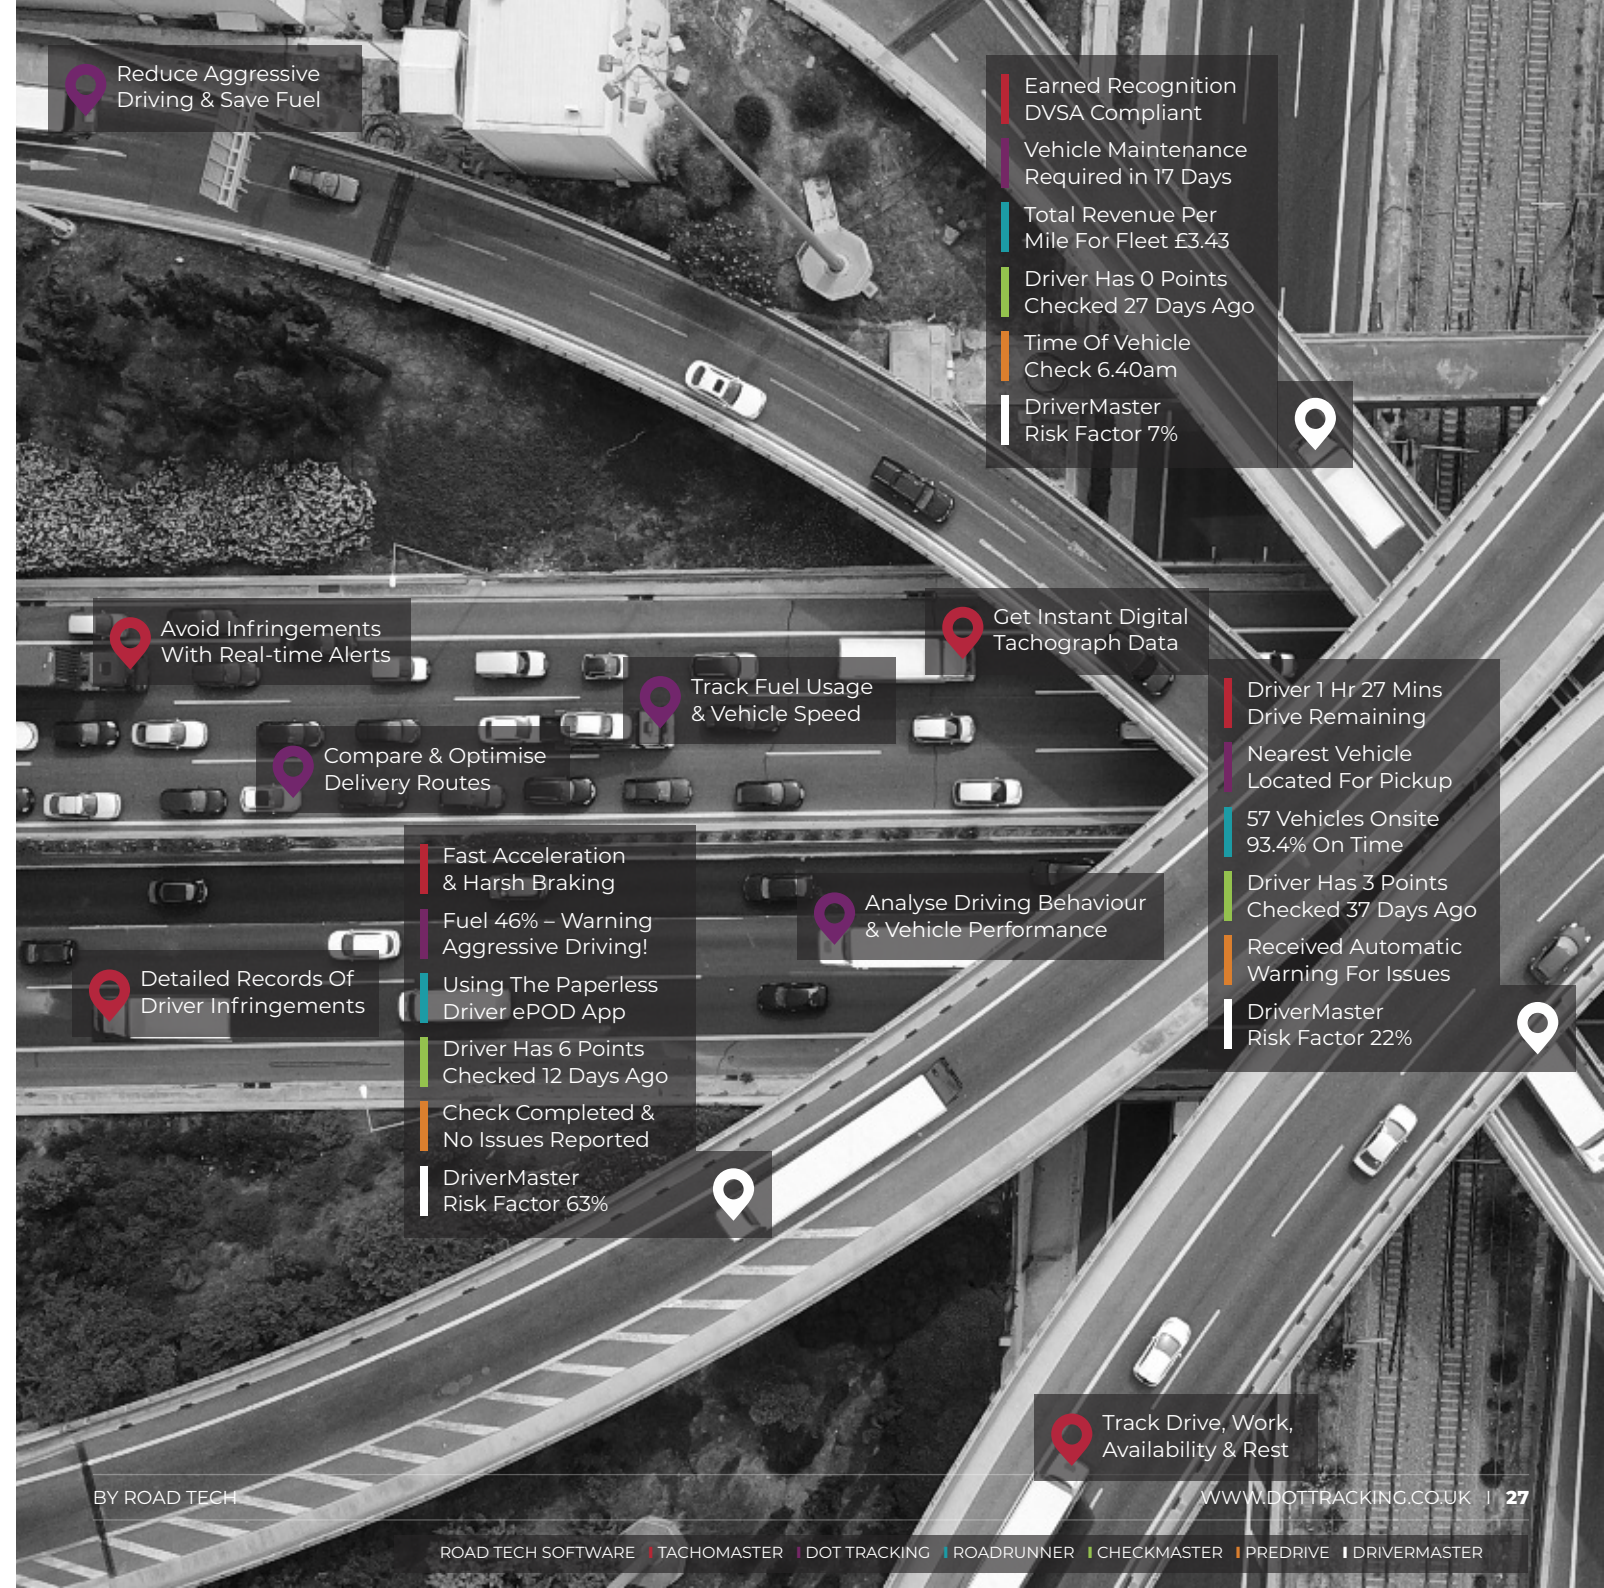 Reduce Aggressive
Driving & Save Fuel
Earned Recognition
DVSA Compliant
Vehicle Maintenance
Required in 17 Days
Total Revenue Per
Mile For Fleet £3.43
Driver Has 0 Points
Checked 27 Days Ago
Time Of Vehicle
Check 6.40am
DriverMaster
Risk Factor 7%
Avoid Infringements
With Real-time Alerts
Get Instant Digital
Tachograph Data
Track Fuel Usage
& Vehicle Speed
Compare & Optimise
Delivery Routes
Driver 1 Hr 27 Mins
Drive Remaining
Nearest Vehicle
Located For Pickup
57 Vehicles Onsite
93.4% On Time
Driver Has 3 Points
Checked 37 Days Ago
Received Automatic
Warning For Issues
DriverMaster
Risk Factor 22%
Fast Acceleration
& Harsh Braking
Fuel 46% – Warning
Aggressive Driving!
Using The Paperless
Driver ePOD App
Driver Has 6 Points
Checked 12 Days Ago
Check Completed &
No Issues Reported
DriverMaster
Risk Factor 63%
Analyse Driving Behaviour
& Vehicle Performance
Detailed Records Of
Driver Infringements
Track Drive, Work,
Availability & Rest
BY ROAD TECH
WWW.DOTTRACKING.CO.UK | 27
ROAD TECH SOFTWARE | TACHOMASTER | DOT TRACKING | ROADRUNNER | CHECKMASTER | PREDRIVE | DRIVERMASTER